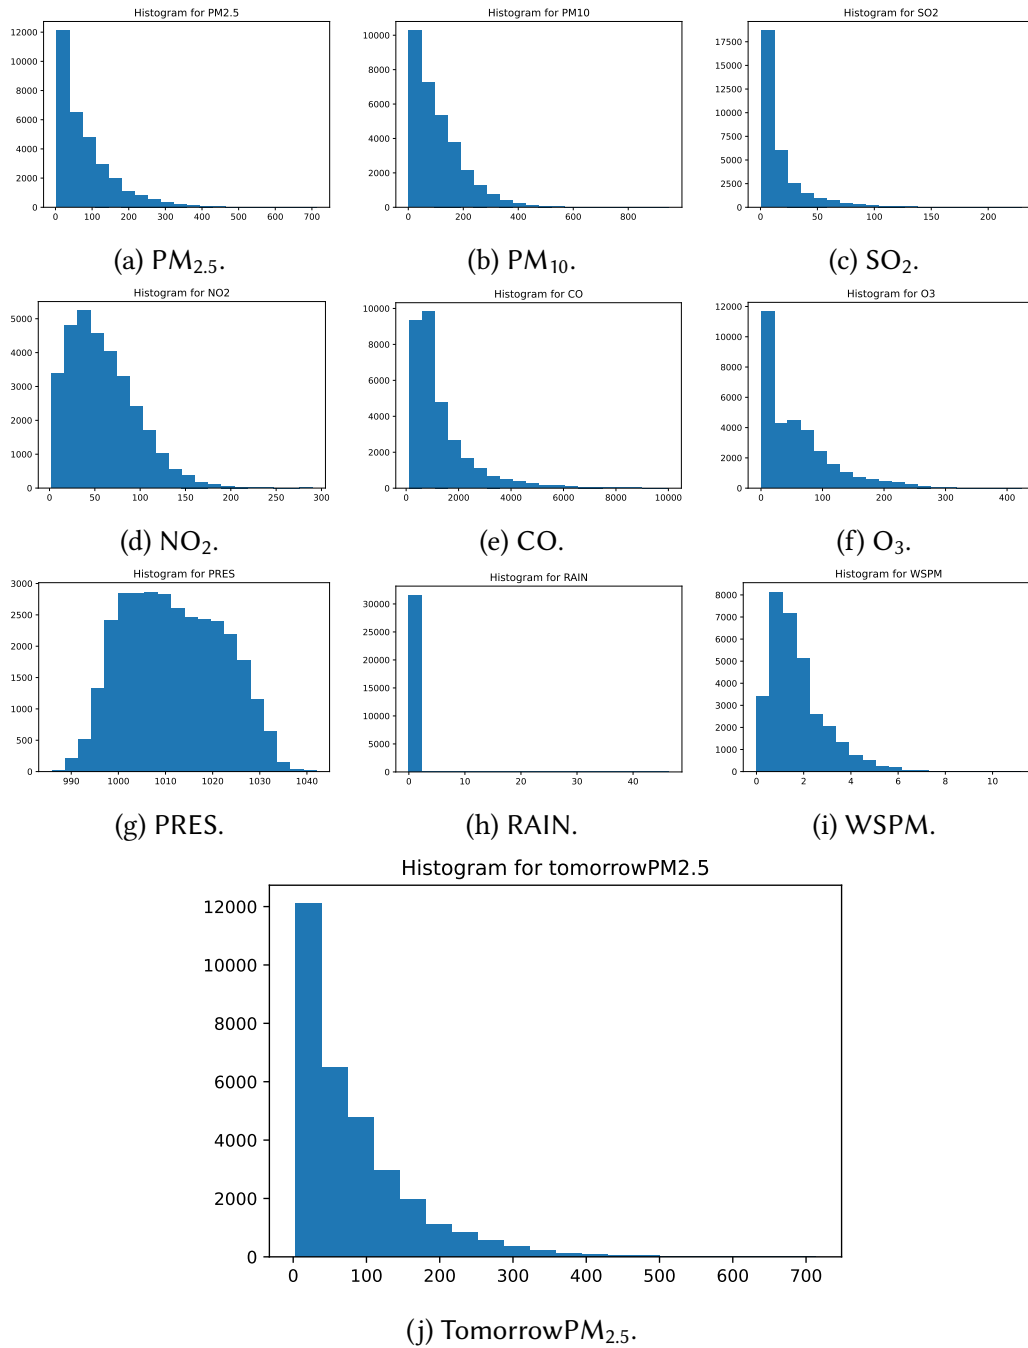 Histogram for PM2.5
12000
10000
8000
6000
4000
2000
0
0 100 200 300 400 500 600 700
(a) PM2.5.
Histogram for PM10
10000
8000
6000
4000
2000
0
0 200 400 600 800
(b) PM10.
Histogram for SO2
17500
15000
12500
10000
7500
5000
2500
0
0 50 100 150 200
(c) SO2.
Histogram for NO2
5000
4000
3000
2000
1000
0
0 50 100 150 200 250 300
(d) NO2.
Histogram for CO
10000
8000
6000
4000
2000
0
0 2000 4000 6000 8000 10000
(e) CO.
Histogram for O3
12000
10000
8000
6000
4000
2000
0
0 100 200 300 400
(f) O3.
Histogram for PRES
3000
2500
2000
1500
1000
500
0
990 1000 1010 1020 1030 1040
(g) PRES.
Histogram for RAIN
30000
25000
20000
15000
10000
5000
0
0 10 20 30 40
(h) RAIN.
Histogram for WSPM
8000
7000
6000
5000
4000
3000
2000
1000
0
0 2 4 6 8 10
(i) WSPM.
Histogram for tomorrowPM2.5
12000
10000
8000
6000
4000
2000
0
0 100 200 300 400 500 600 700
(j) TomorrowPM2.5.